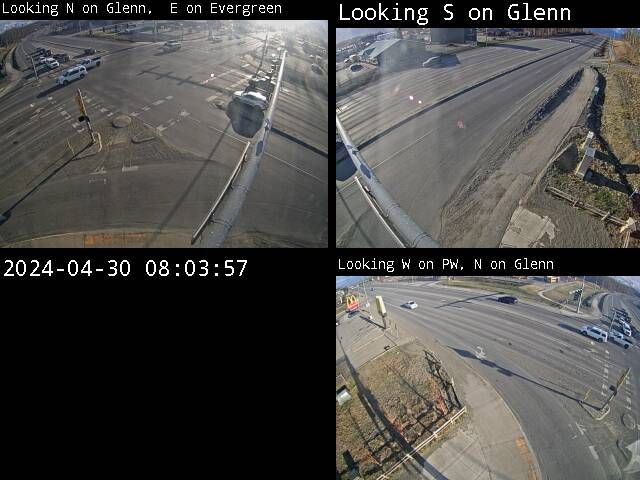 Looking N on Glenn,  E on Evergreen
Looking S on Glenn
2024-04-30 08:03:57
Looking W on PW, N on Glenn